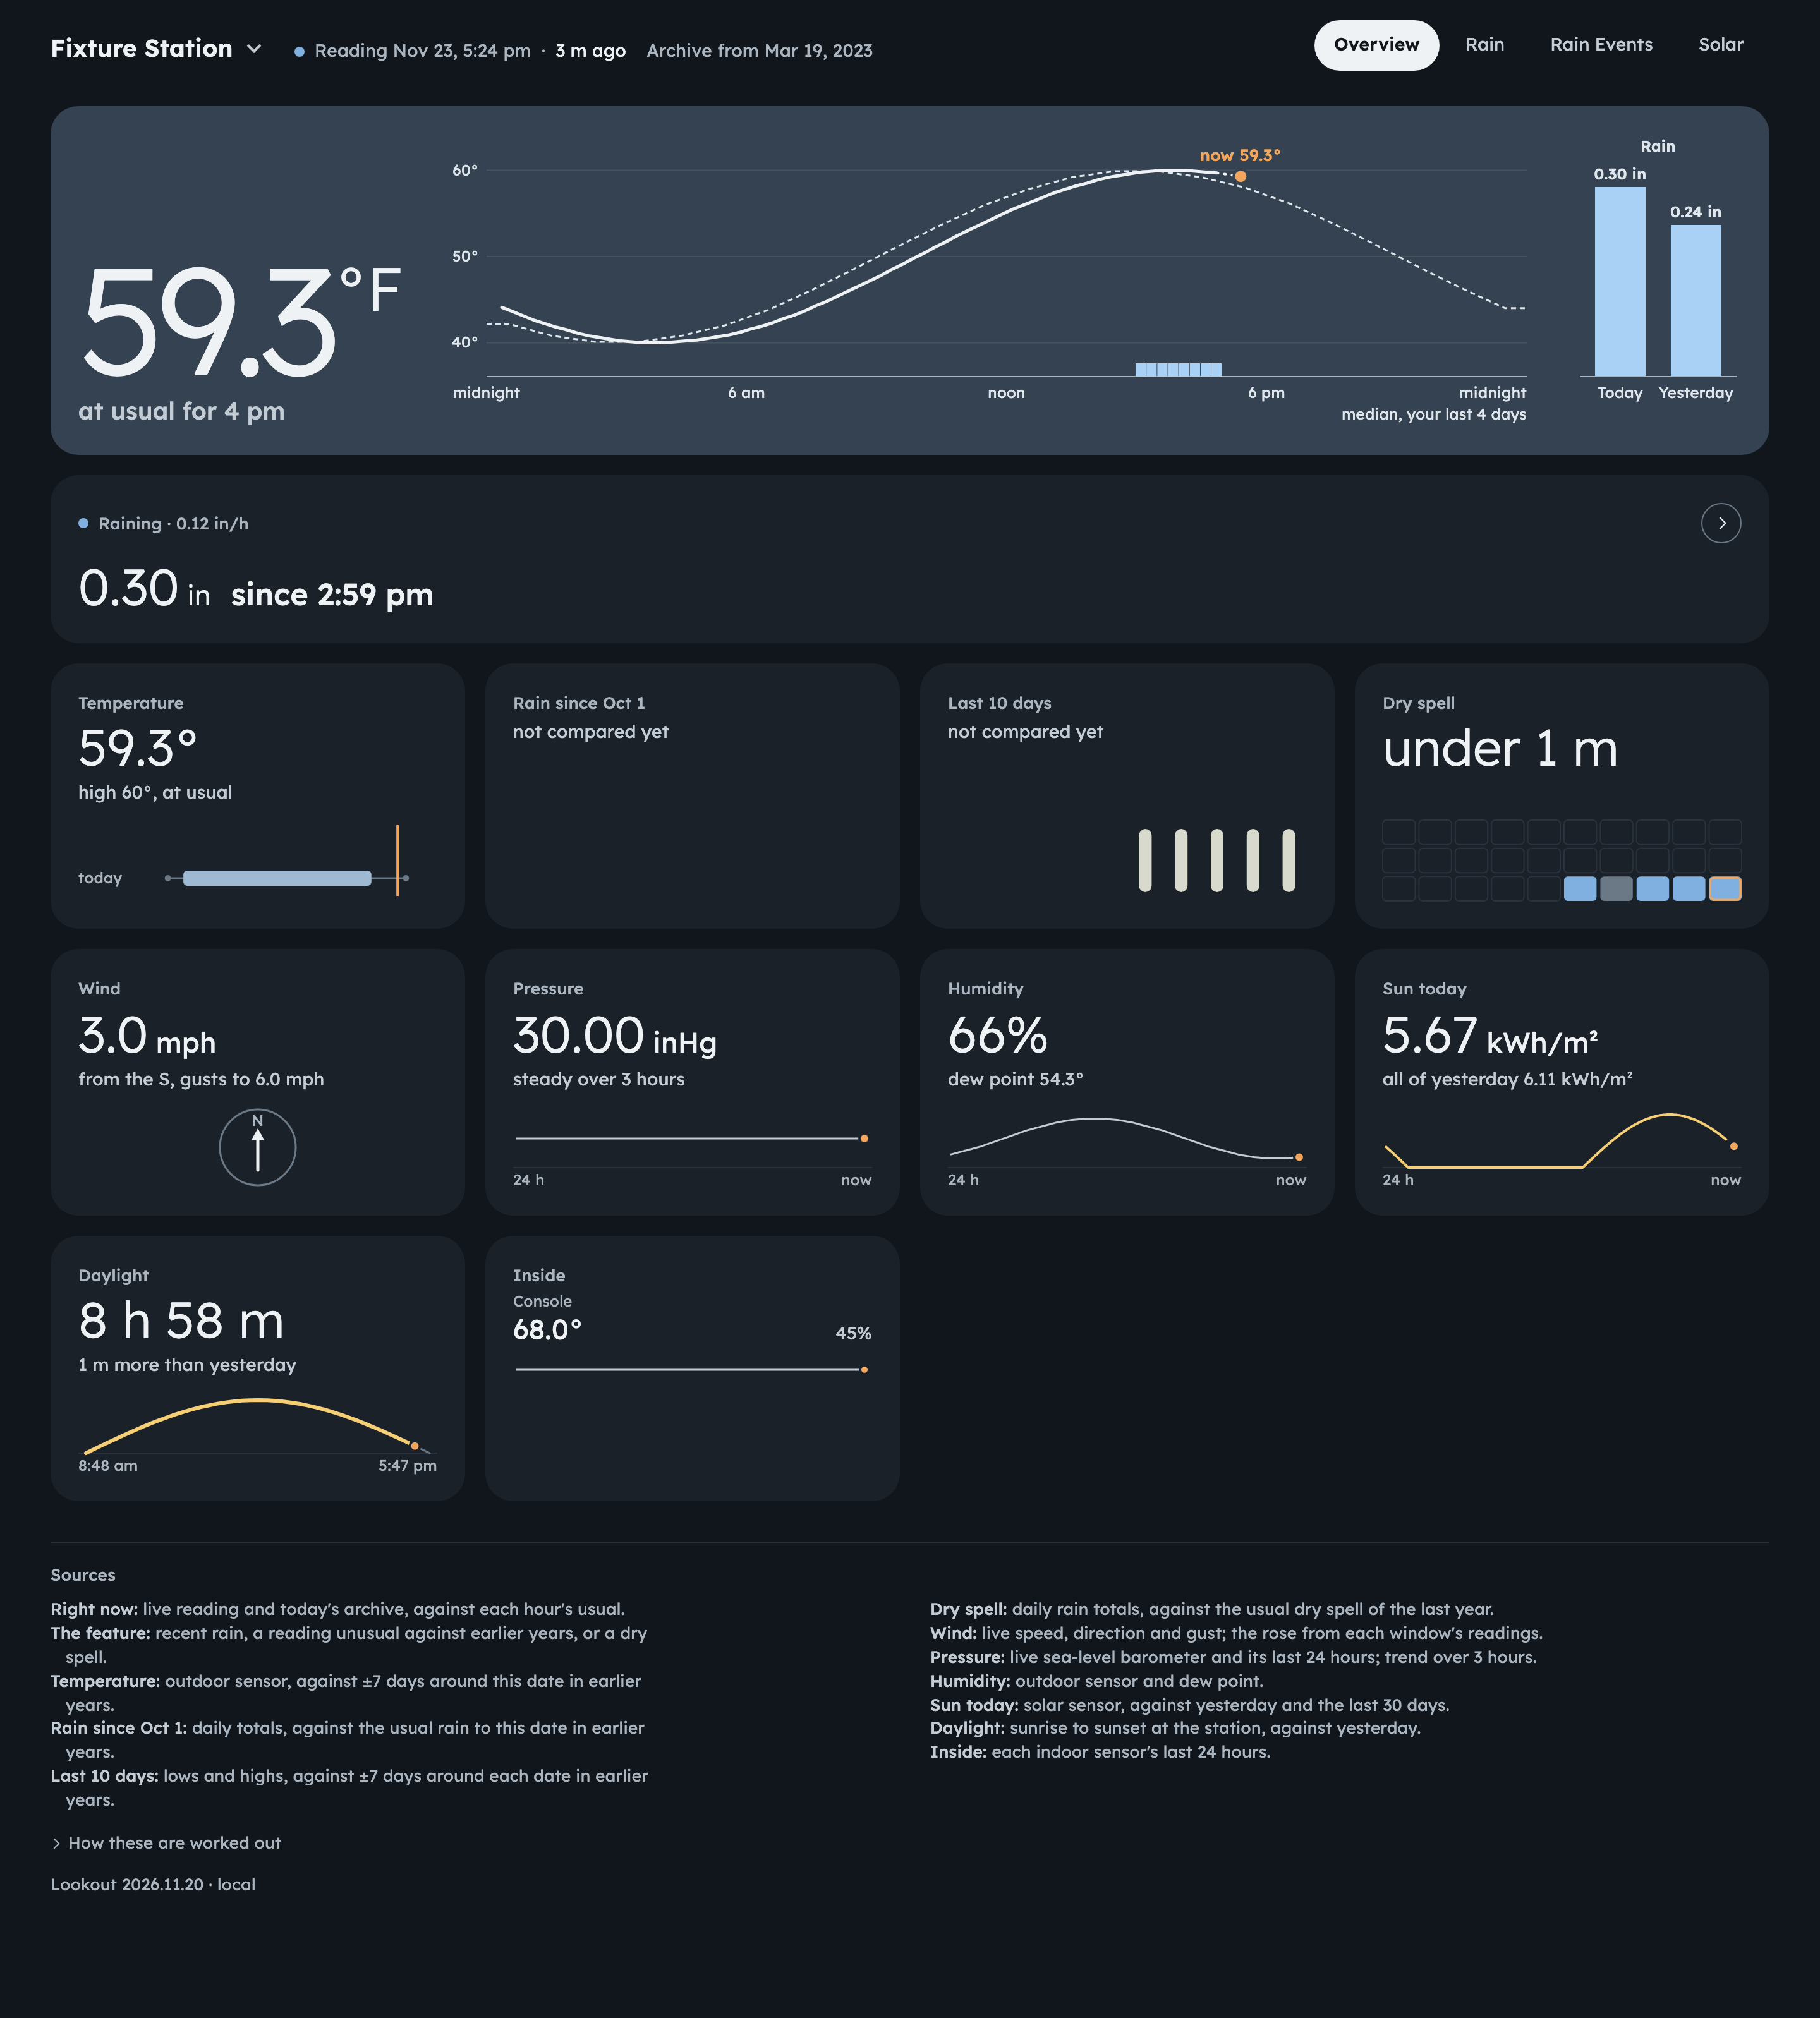 Fixture Station
Reading Nov 23, 5:24 pm · 3 m ago Archive from Mar 19, 2023
Overview Rain Rain Events Solar
59.3°F
at usual for 4 pm
now 59.3°
60°
50°
40°
midnight 6 am noon 6 pm midnight
median, your last 4 days
Rain
0.30 in
0.24 in
Today Yesterday
Raining · 0.12 in/h
0.30 in since 2:59 pm
Temperature
59.3°
high 60°, at usual
today
Rain since Oct 1
not compared yet
Last 10 days
not compared yet
Dry spell
under 1 m
Wind
3.0 mph
from the S, gusts to 6.0 mph
N
Pressure
30.00 inHg
steady over 3 hours
24 h now
Humidity
66%
dew point 54.3°
24 h now
Sun today
5.67 kWh/m²
all of yesterday 6.11 kWh/m²
24 h now
Daylight
8 h 58 m
1 m more than yesterday
8:48 am 5:47 pm
Inside
Console
68.0° 45%
Sources
Right now: live reading and today's archive, against each hour's usual.
The feature: recent rain, a reading unusual against earlier years, or a dry
spell.
Temperature: outdoor sensor, against ±7 days around this date in earlier
years.
Rain since Oct 1: daily totals, against the usual rain to this date in earlier
years.
Last 10 days: lows and highs, against ±7 days around each date in earlier
years.
Dry spell: daily rain totals, against the usual dry spell of the last year.
Wind: live speed, direction and gust; the rose from each window's readings.
Pressure: live sea-level barometer and its last 24 hours; trend over 3 hours.
Humidity: outdoor sensor and dew point.
Sun today: solar sensor, against yesterday and the last 30 days.
Daylight: sunrise to sunset at the station, against yesterday.
Inside: each indoor sensor's last 24 hours.
How these are worked out
Lookout 2026.11.20 · local